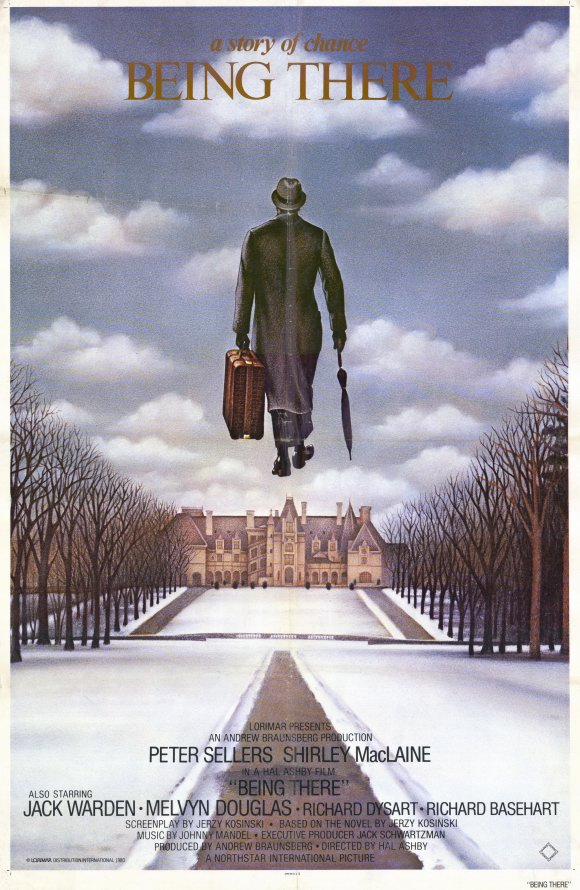 a story of chance
BEING THERE
LORIMAR PRESENTS
AN ANDREW BRAUNSBERG PRODUCTION
PETER SELLERS SHIRLEY MacLAINE
IN A HAL ASHBY FILM
"BEING THERE"
ALSO STARRING
JACK WARDEN • MELVYN DOUGLAS • RICHARD DYSART • RICHARD BASEHART
SCREENPLAY BY JERZY KOSINSKI • BASED ON THE NOVEL BY JERZY KOSINSKI
MUSIC BY JOHNNY MANDEL • EXECUTIVE PRODUCER JACK SCHWARTZMAN
PRODUCED BY ANDREW BRAUNSBERG • DIRECTED BY HAL ASHBY
A NORTHSTAR INTERNATIONAL PICTURE
© LORIMAR DISTRIBUTION INTERNATIONAL 1980
"BEING THERE"